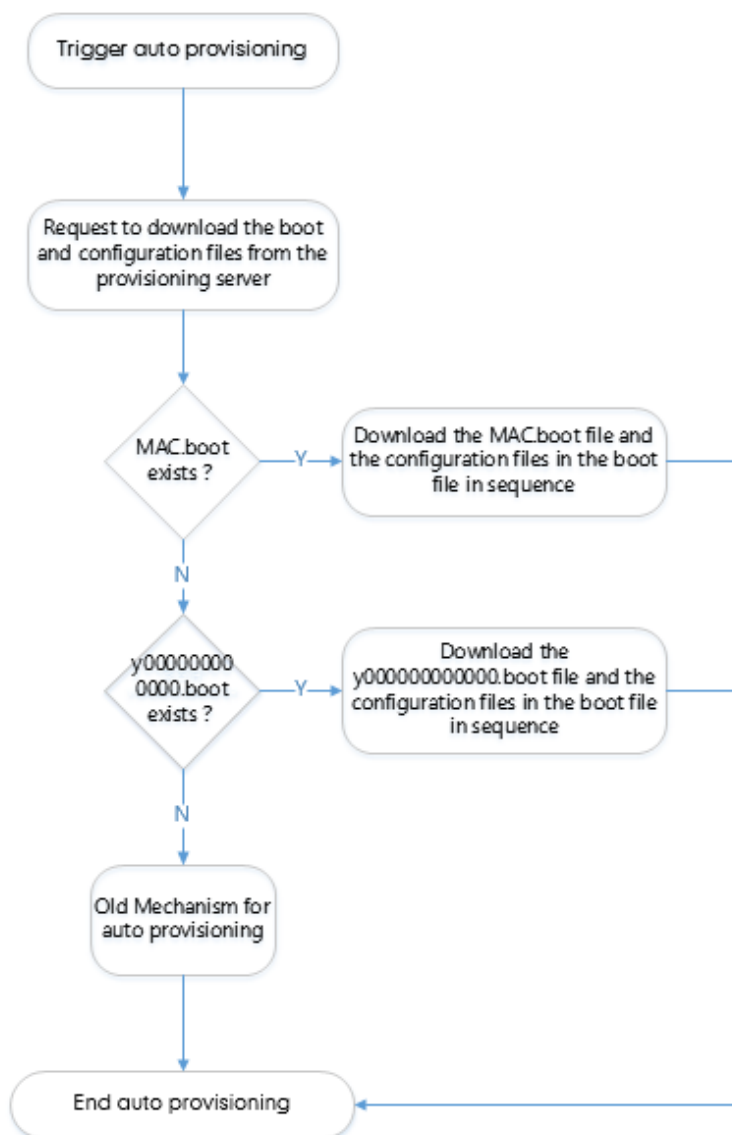 Trigger auto provisioning
Request to download the boot
and configuration files from the
provisioning server
MAC.boot
exists ?
Y
Download the MAC.boot file and
the configuration files in the boot
file in sequence
N
y00000000
0000.boot
exists ?
Y
Download the
y000000000000.boot file and the
configuration files in the boot file
in sequence
N
Old Mechanism for
auto provisioning
End auto provisioning